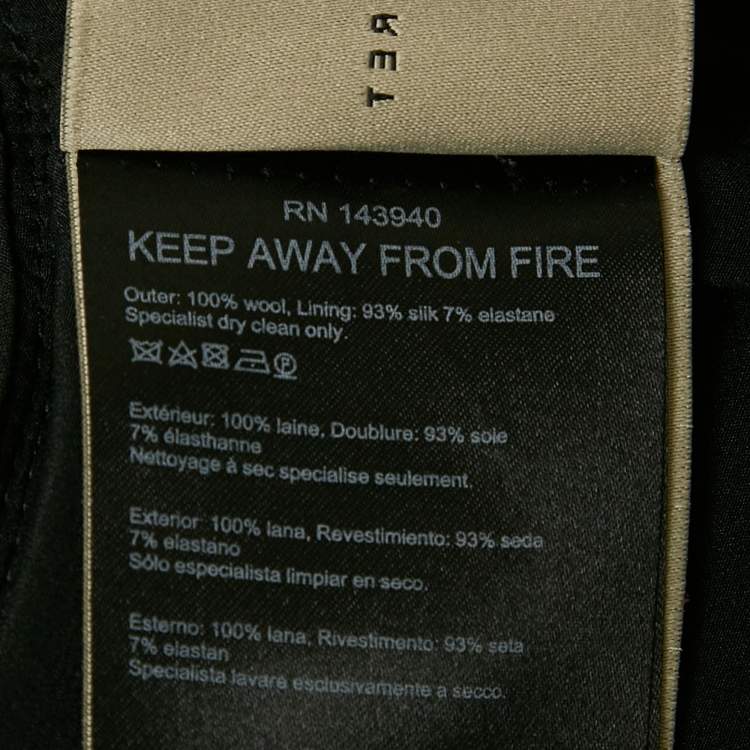 RET
RN 143940
KEEP AWAY FROM FIRE
Outer: 100% wool, Lining: 93% silk 7% elastane
Specialist dry clean only.
P
Extérieur: 100% laine, Doublure: 93% soie
7% élasthanne
Nettoyage à sec specialise seulement.
Exterior 100% lana, Revestimiento: 93% seda
7% elastano
Sólo especialista limpiar en seco.
Esterno: 100% lana, Rivestimento: 93% seta
7% elastan
Specialista lavare esclusivamente a secco.